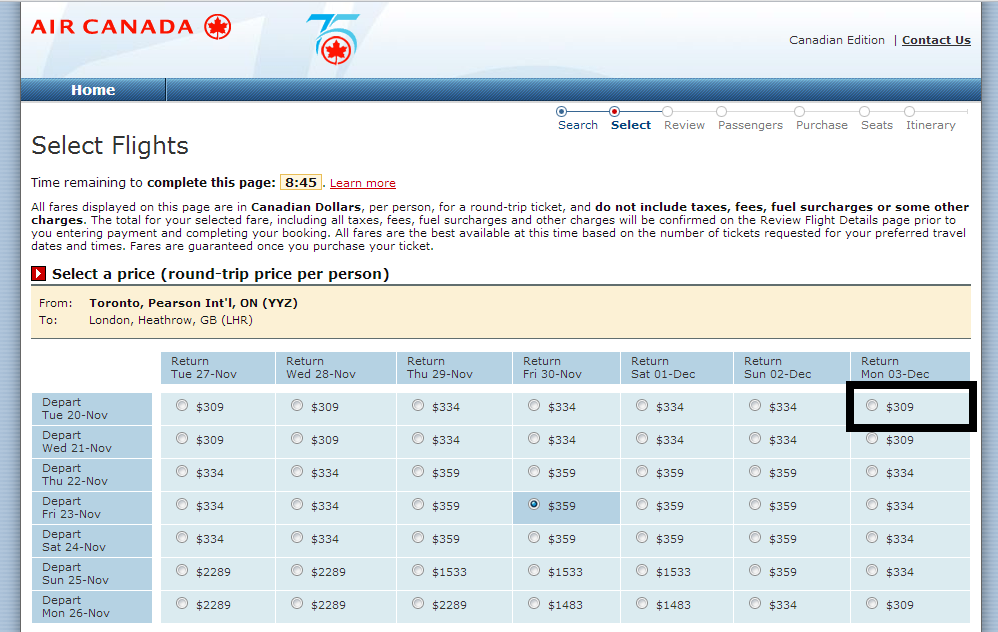 AIR CANADA
75
Canadian Edition | Contact Us
Home
Search Select Review Passengers Purchase Seats Itinerary
Select Flights
Time remaining to complete this page: 8:45. Learn more
All fares displayed on this page are in Canadian Dollars, per person, for a round-trip ticket, and do not include taxes, fees, fuel surcharges or some other
charges. The total for your selected fare, including all taxes, fees, fuel surcharges and other charges will be confirmed on the Review Flight Details page prior to
you entering payment and completing your booking. All fares are the best available at this time based on the number of tickets requested for your preferred travel
dates and times. Fares are guaranteed once you purchase your ticket.
Select a price (round-trip price per person)
From: Toronto, Pearson Int'l, ON (YYZ)
To: London, Heathrow, GB (LHR)
Return Return Return Return Return Return Return
Tue 27-Nov Wed 28-Nov Thu 29-Nov Fri 30-Nov Sat 01-Dec Sun 02-Dec Mon 03-Dec
Depart
Tue 20-Nov $309 $309 $334 $334 $334 $334 $309
Depart
Wed 21-Nov $309 $309 $334 $334 $334 $334 $309
Depart
Thu 22-Nov $334 $334 $359 $359 $359 $359 $334
Depart
Fri 23-Nov $334 $334 $359 $359 $359 $359 $334
Depart
Sat 24-Nov $334 $334 $359 $359 $359 $359 $334
Depart
Sun 25-Nov $2289 $2289 $1533 $1533 $1533 $359 $334
Depart
Mon 26-Nov $2289 $2289 $2289 $1483 $1483 $334 $309